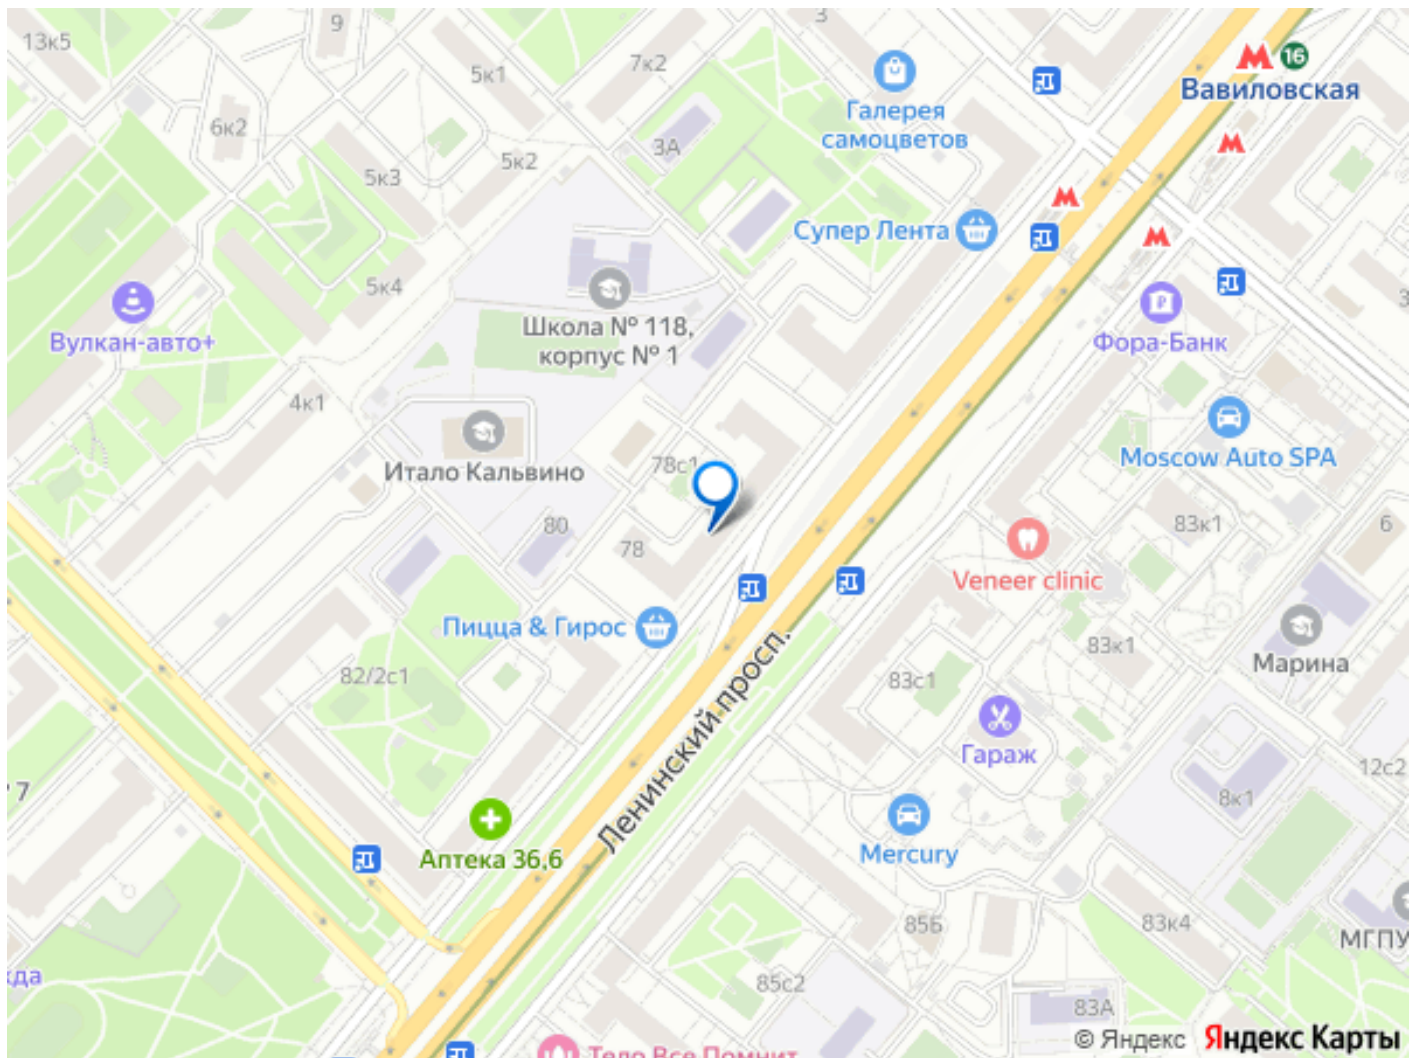 13к5
9
3
7к2
5к1
16
Вавиловская
Галерея
самоцветов
6к2
3А
5к2
5к3
Супер Лента
5к4
Школа № 118,
корпус № 1
Вулкан-авто+
Фора-Банк
3
4к1
Итало Кальвино
78с1
Moscow Auto SPA
80
78
83к1
6
Veneer clinic
Пицца & Гирос
83к1
Марина
82/2с1
83с1
Ленинский просп.
Гараж
12с2
7
8к1
Аптека 36,6
Mercury
85Б
83к4
МГПУ
85с2
83А
© Яндекс Яндекс Карты
Тело Все Помнит